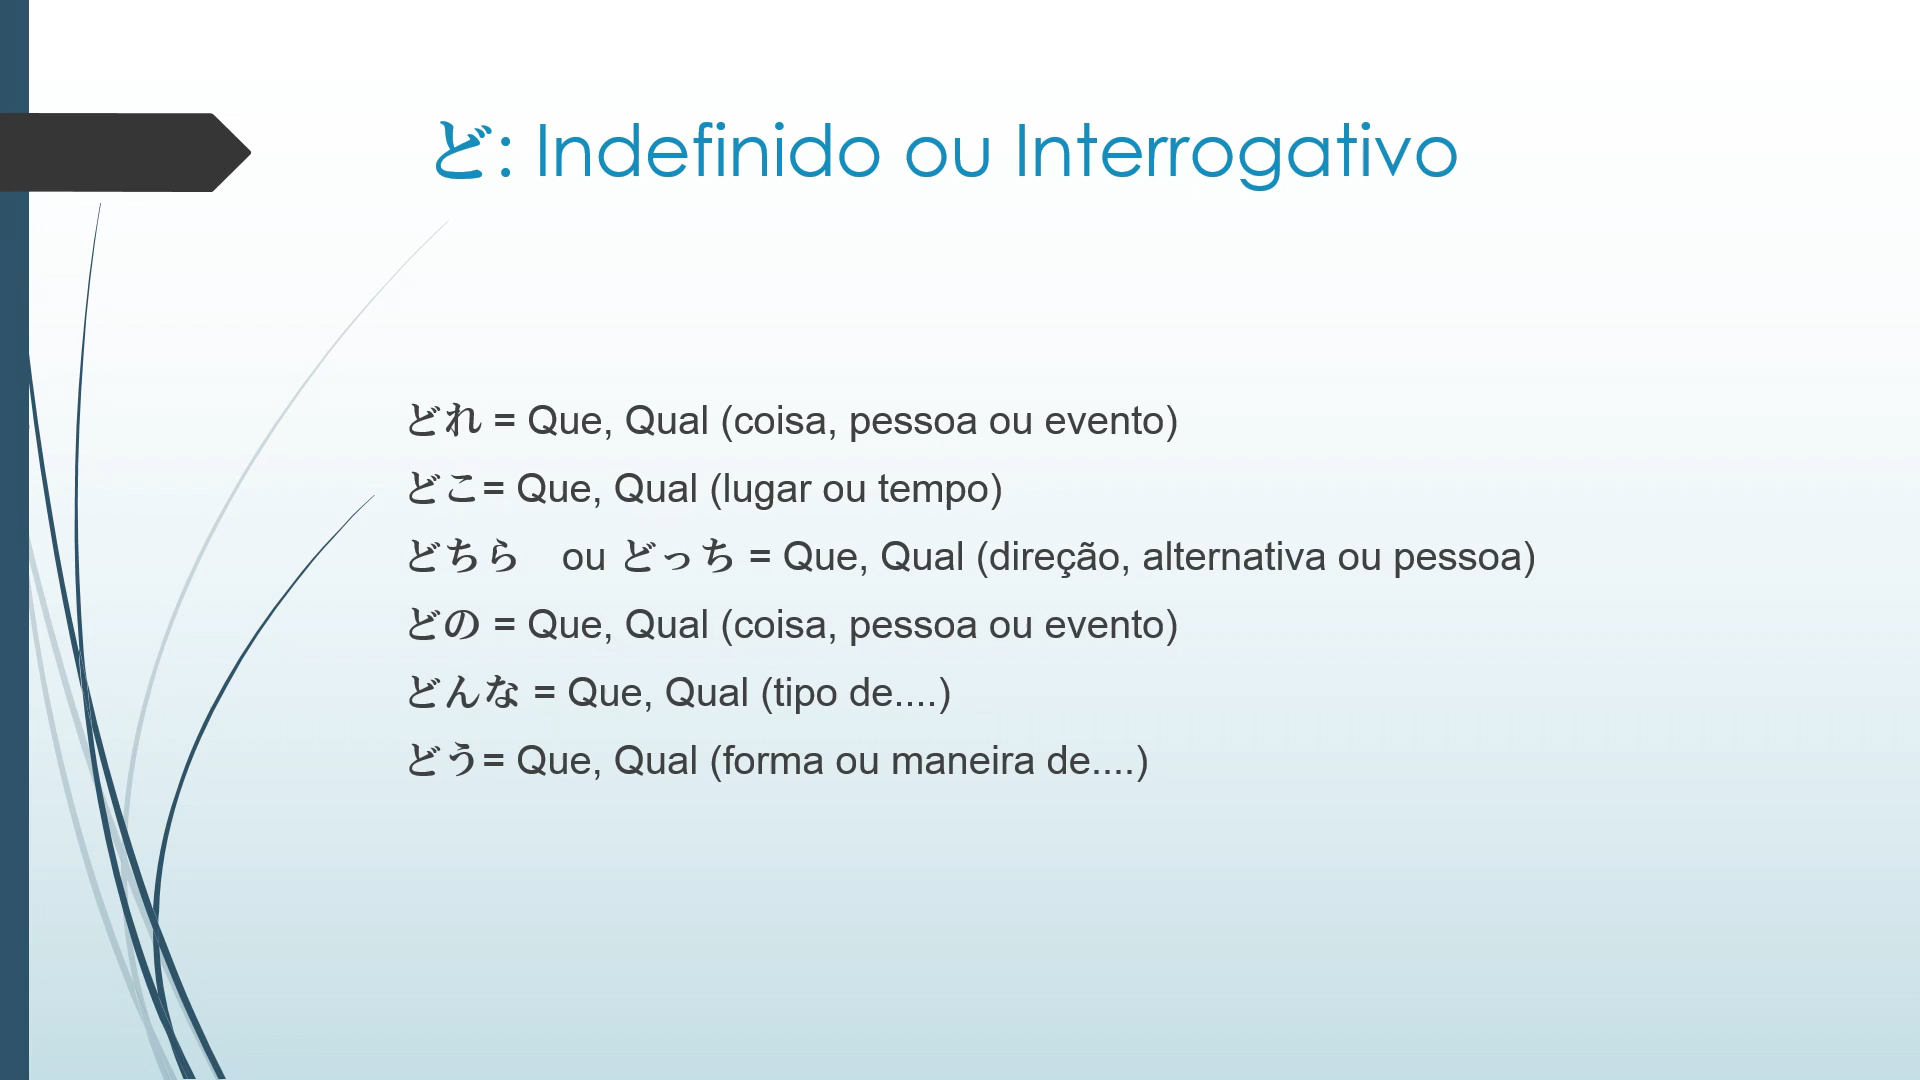 ど: Indefinido ou Interrogativo
どれ = Que, Qual (coisa, pessoa ou evento)
どこ= Que, Qual (lugar ou tempo)
どちら　ou どっち = Que, Qual (direção, alternativa ou pessoa)
どの = Que, Qual (coisa, pessoa ou evento)
どんな = Que, Qual (tipo de....)
どう= Que, Qual (forma ou maneira de....)